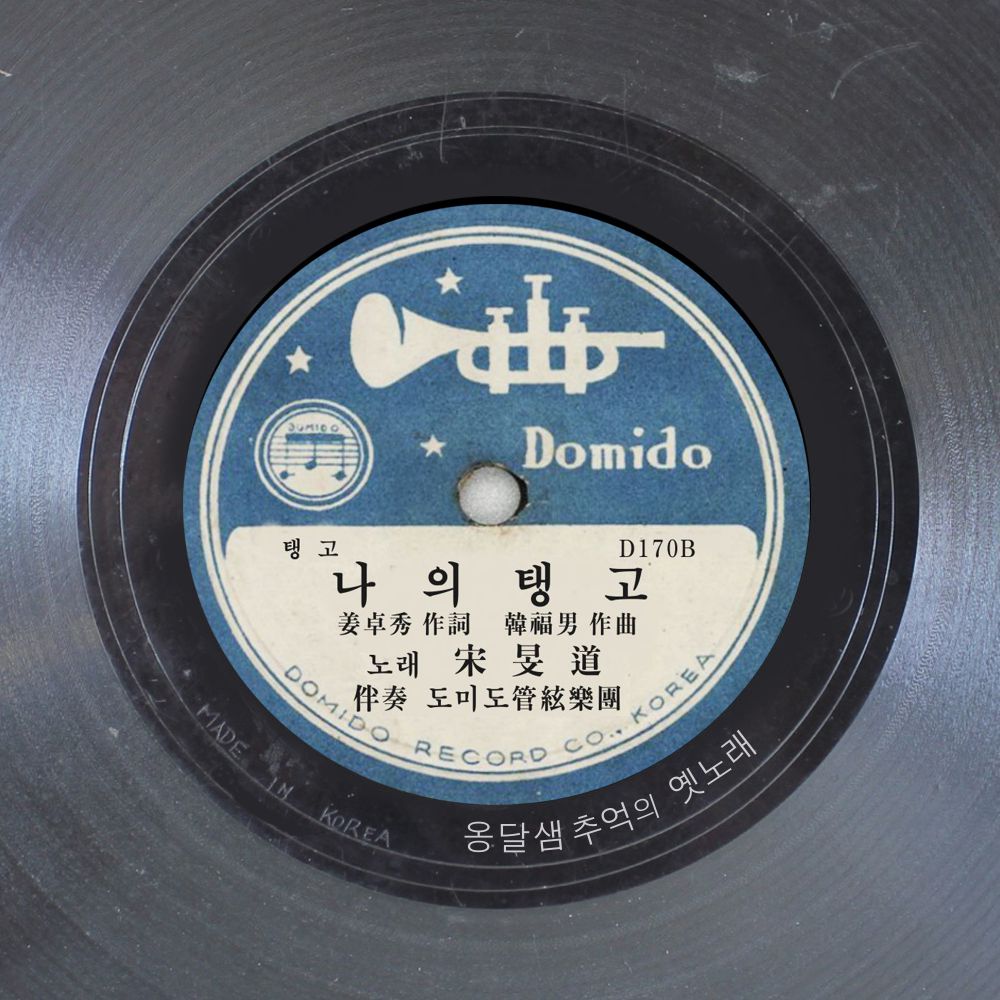 DOMIDO
Domido
탱 고 D170B
나 의 탱 고
姜卓秀 作詞 韓福男 作曲
노래 宋旻道
伴奏 도미도管絃樂團
DOMIDO RECORD CO., KOREA
MADE IN KOREA
옹달샘 추억의 옛노래